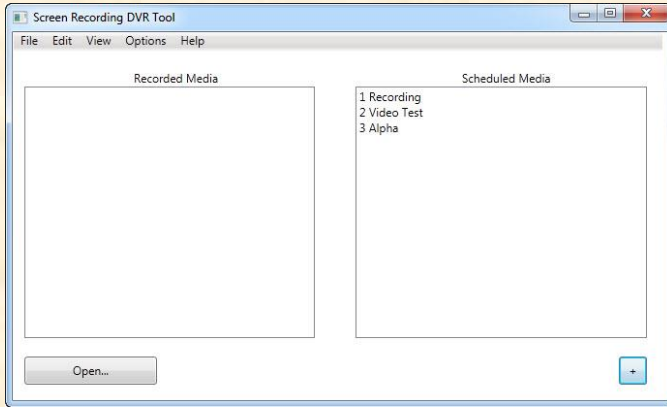 Screen Recording DVR Tool
File Edit View Options Help
Recorded Media
Scheduled Media
1 Recording
2 Video Test
3 Alpha
Open...
+